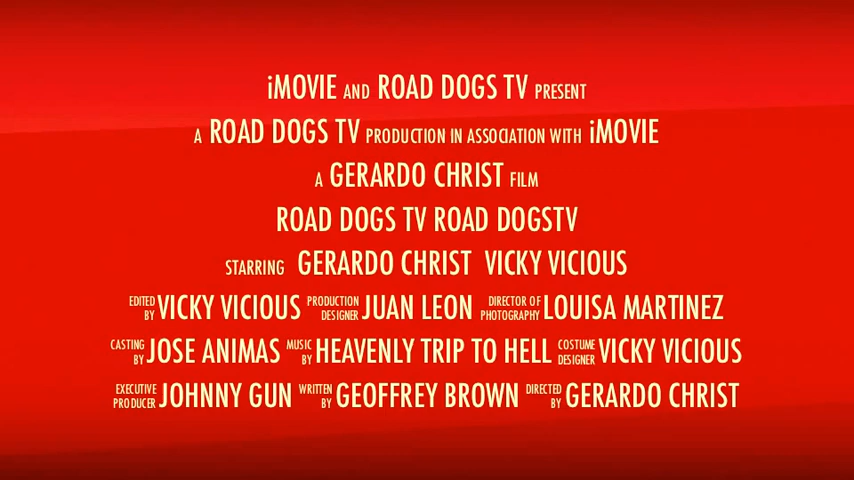 iMOVIE AND ROAD DOGS TV PRESENT
A ROAD DOGS TV PRODUCTION IN ASSOCIATION WITH iMOVIE
A GERARDO CHRIST FILM
ROAD DOGS TV ROAD DOGSTV
STARRING GERARDO CHRIST VICKY VICIOUS
EDITED BY VICKY VICIOUS PRODUCTION DESIGNER JUAN LEON DIRECTOR OF PHOTOGRAPHY LOUISA MARTINEZ
CASTING BY JOSE ANIMAS MUSIC BY HEAVENLY TRIP TO HELL COSTUME DESIGNER VICKY VICIOUS
EXECUTIVE PRODUCER JOHNNY GUN WRITTEN BY GEOFFREY BROWN DIRECTED BY GERARDO CHRIST